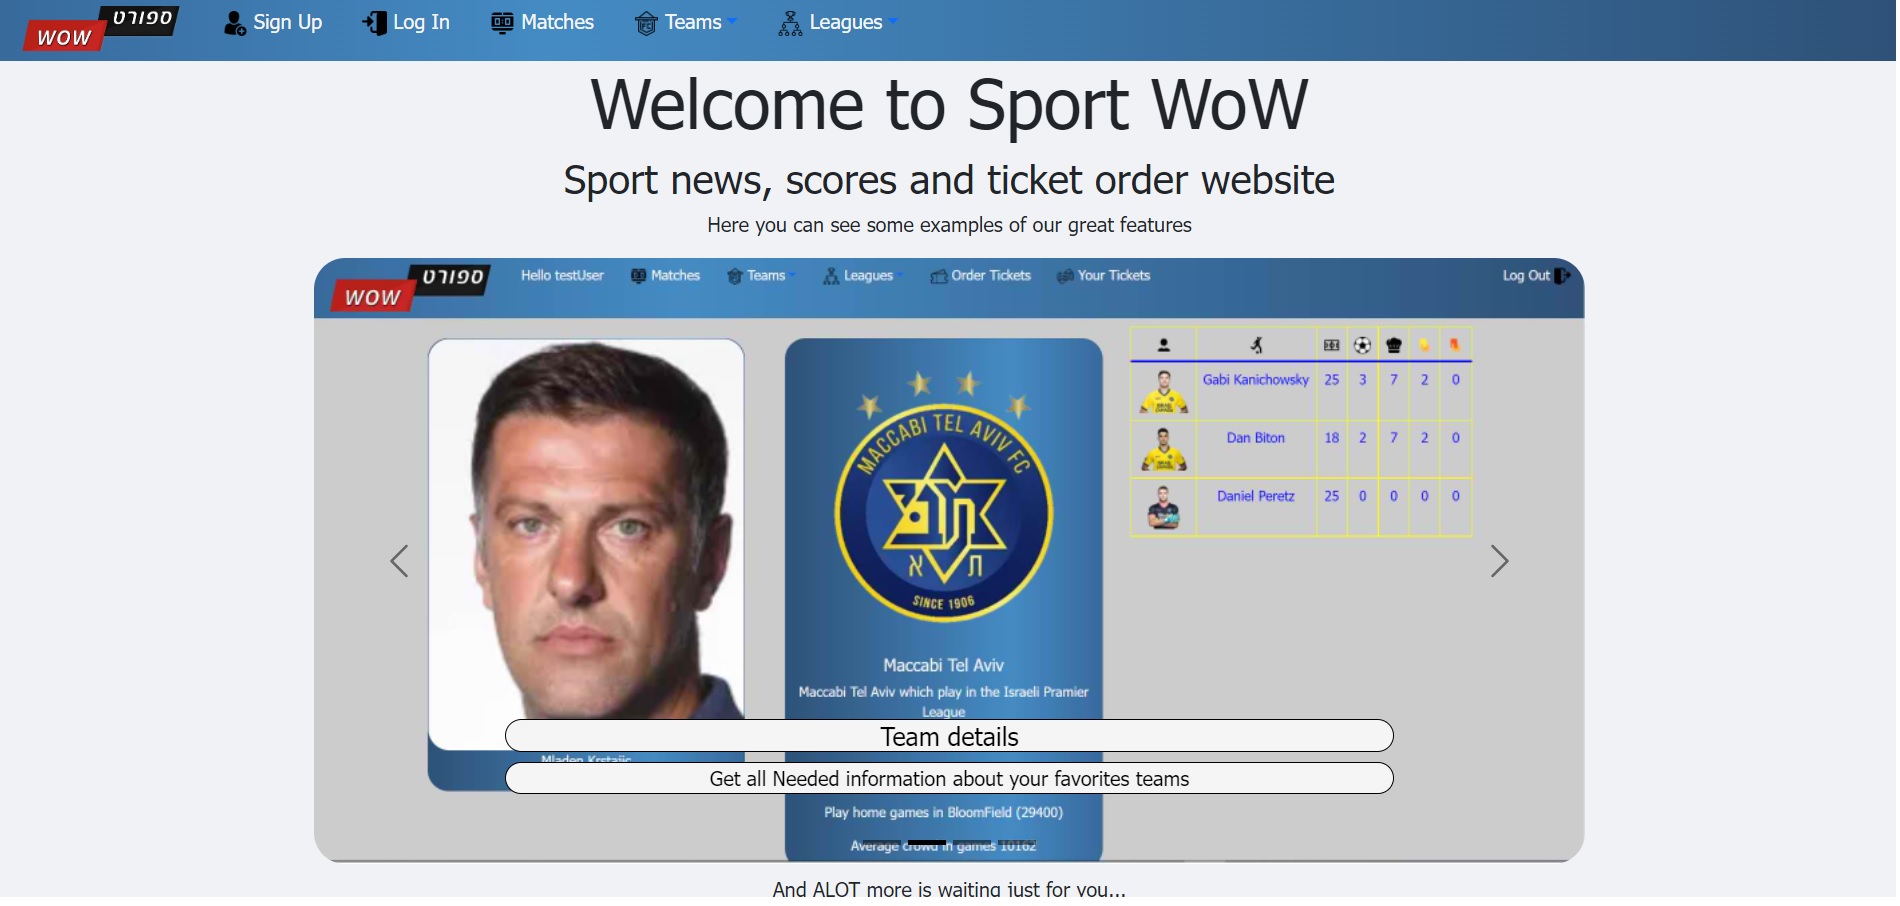 ספורט
wow
Sign Up
Log In
Matches
Teams
Leagues
Welcome to Sport WoW
Sport news, scores and ticket order website
Here you can see some examples of our great features
ספורט
wow
Hello testUser
Matches
Teams
Leagues
Order Tickets
Your Tickets
Log Out
MACCABI TEL AVIV FC
א ת
SINCE 1906
Gabi Kanichowsky 25 3 7 2 0
Dan Biton 18 2 7 2 0
Daniel Peretz 25 0 0 0 0
Maccabi Tel Aviv
Maccabi Tel Aviv which play in the Israeli Pramier
League
Team details
Mladen Krstajic
Get all Needed information about your favorites teams
Play home games in BloomField (29400)
Average crowd in games 10162
And ALOT more is waiting just for you...